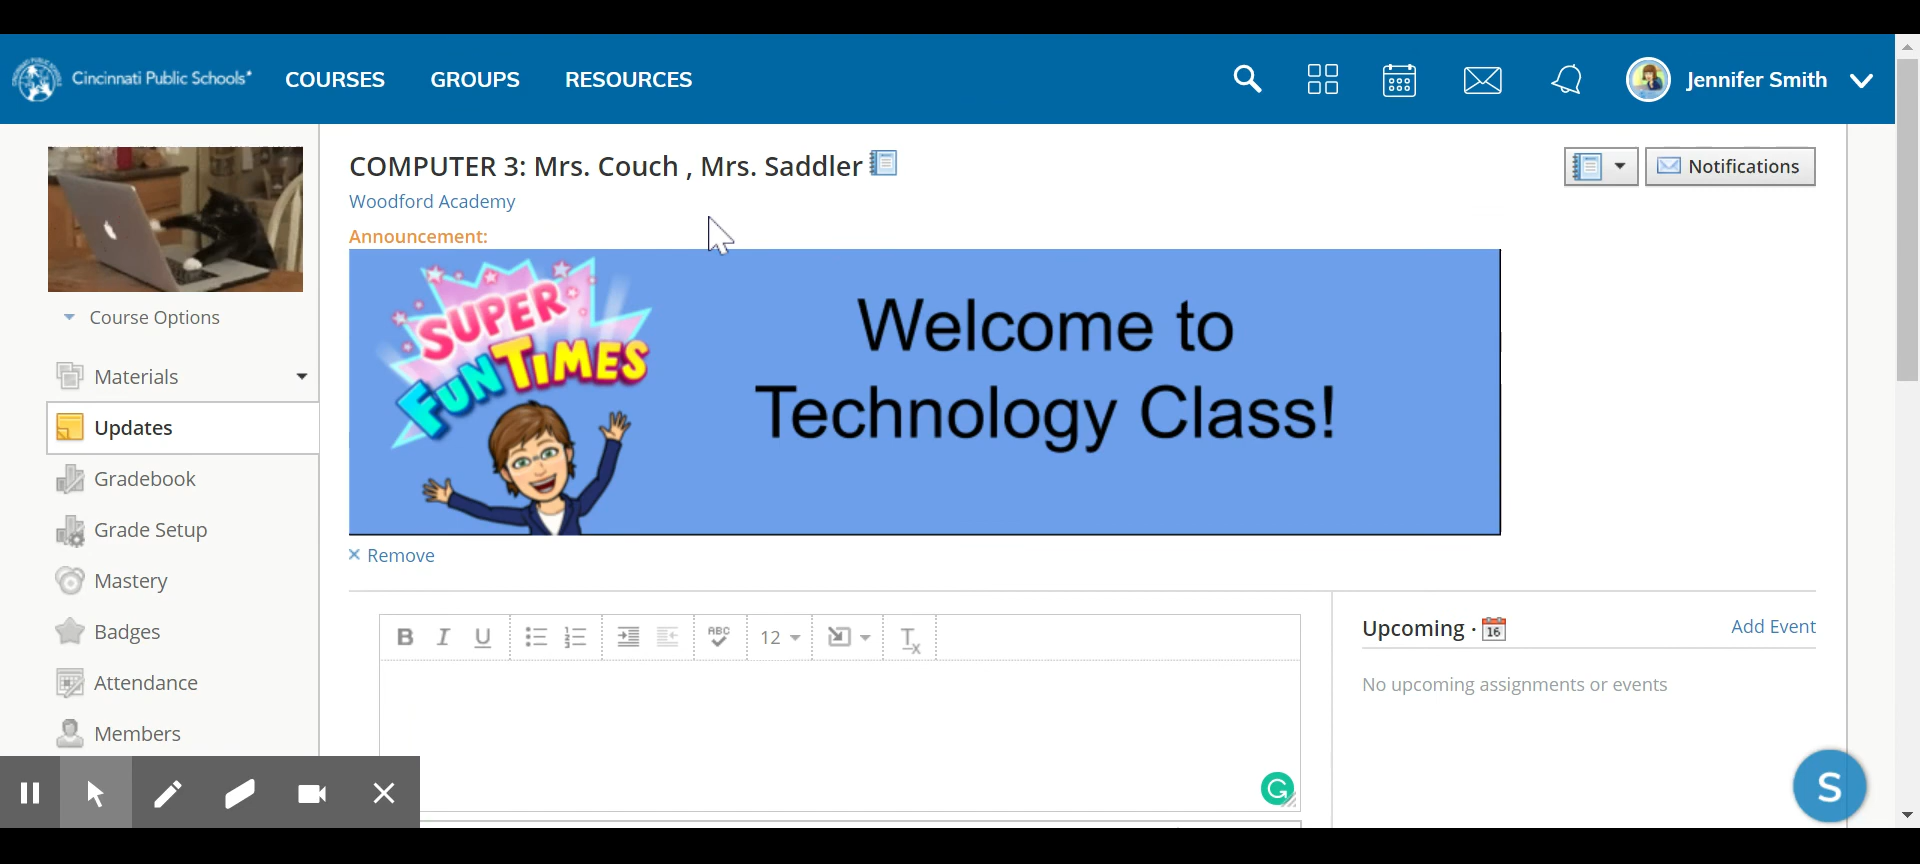 Cincinnati Public Schools
COURSES
GROUPS
RESOURCES
Jennifer Smith
COMPUTER 3: Mrs. Couch , Mrs. Saddler
Woodford Academy
Notifications
Announcement:
SUPER
FUN TIMES
Welcome to
Technology Class!
Remove
Course Options
Materials
Updates
Gradebook
Grade Setup
Mastery
Badges
Attendance
Members
B I U
ABC
12
Upcoming · 16
Add Event
No upcoming assignments or events
G
S